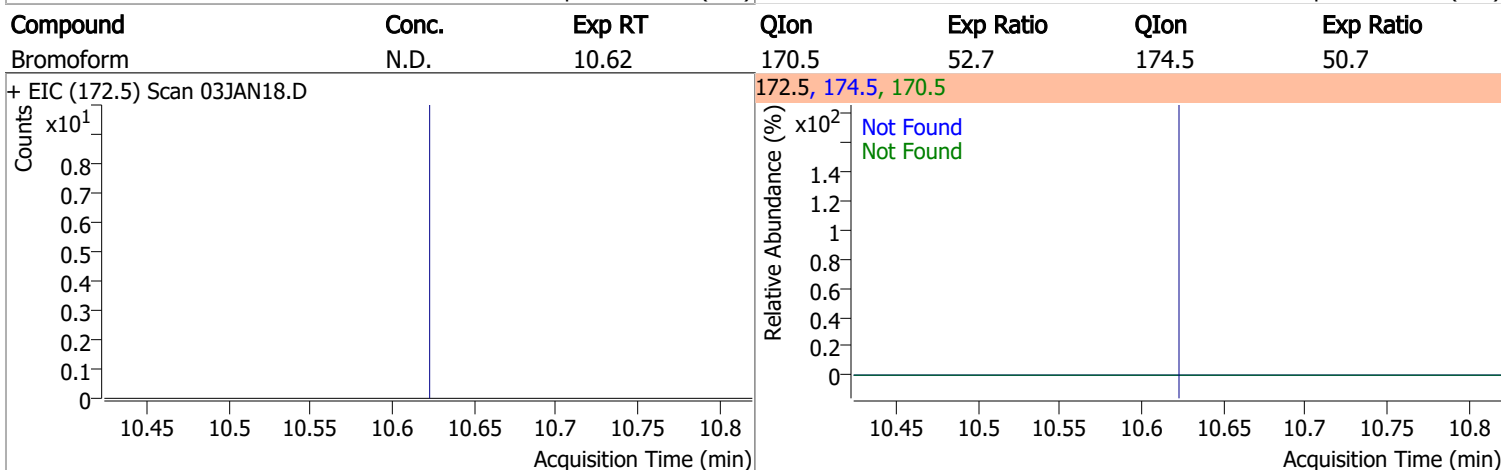 Compound Conc. Exp RT QIon Exp Ratio QIon Exp Ratio
Bromoform N.D. 10.62 170.5 52.7 174.5 50.7
+ EIC (172.5) Scan 03JAN18.D
Counts
x10¹
0.8
0.7
0.6
0.5
0.4
0.3
0.2
0.1
0
10.45 10.5 10.55 10.6 10.65 10.7 10.75 10.8
Acquisition Time (min)
172.5, 174.5, 170.5
Relative Abundance (%)
x10²
Not Found
Not Found
1.4
1.2
1
0.8
0.6
0.4
0.2
0
10.45 10.5 10.55 10.6 10.65 10.7 10.75 10.8
Acquisition Time (min)